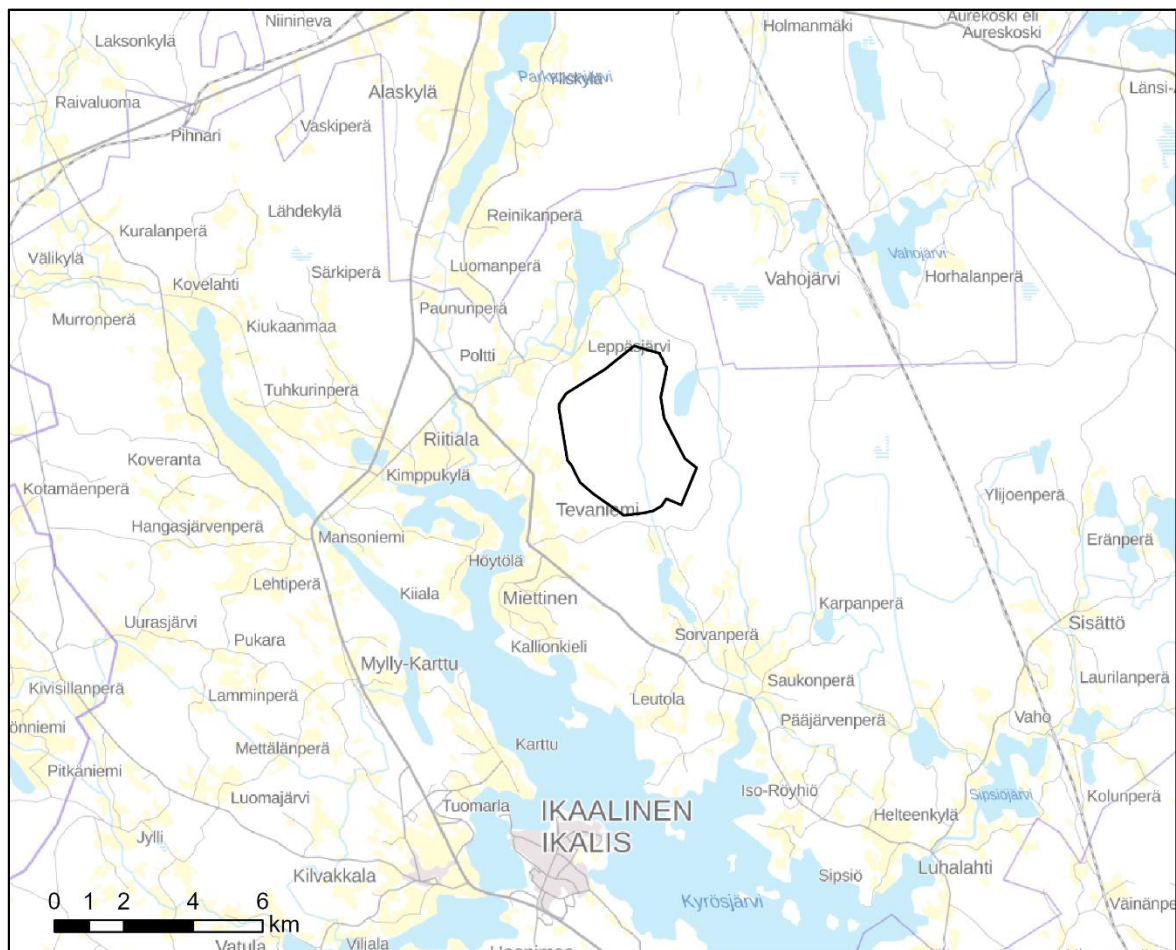 Niinineva
Holmanmäki
Aurekoski eli
Aureskoski
Laksonkylä
Alaskylä
Raivaluoma
Länsi-
Pihnari
Vaskiperä
Lähdekylä
Reinikanperä
Kuralanperä
Välikylä
Kovelahti
Särkiperä
Luomanperä
Vahojärvi
Vahojärvi
Horhalanperä
Murronperä
Kiukaanmaa
Paununperä
Poltti
Leppäsjärvi
Tuhkurinperä
Riitiala
Koveranta
Kimppukylä
Kotamäenperä
Tevaniemi
Ylijoenperä
Hangasjärvenperä
Mansoniemi
Eränperä
Höytölä
Lehtiperä
Kiiala
Miettinen
Karpanperä
Uurasjärvi
Pukara
Sorvanperä
Sisättö
Kallionkieli
Mylly-Karttu
Kivisillanperä
Lamminperä
Leutola
Saukonperä
Laurilanperä
önniemi
Pääjärvenperä
Vaho
Mettälänperä
Karttu
Pitkäniemi
Luomajärvi
Tuomarla
Iso-Röyhiö
Sipsiöjärvi
Kolunperä
IKAALINEN
IKALIS
Helteenkylä
Jylli
Kilvakkala
Sipsiö
Luhalahti
Kyrösjärvi
Väinänpe
0 1 2 4 6
km
Vatula
Viljala